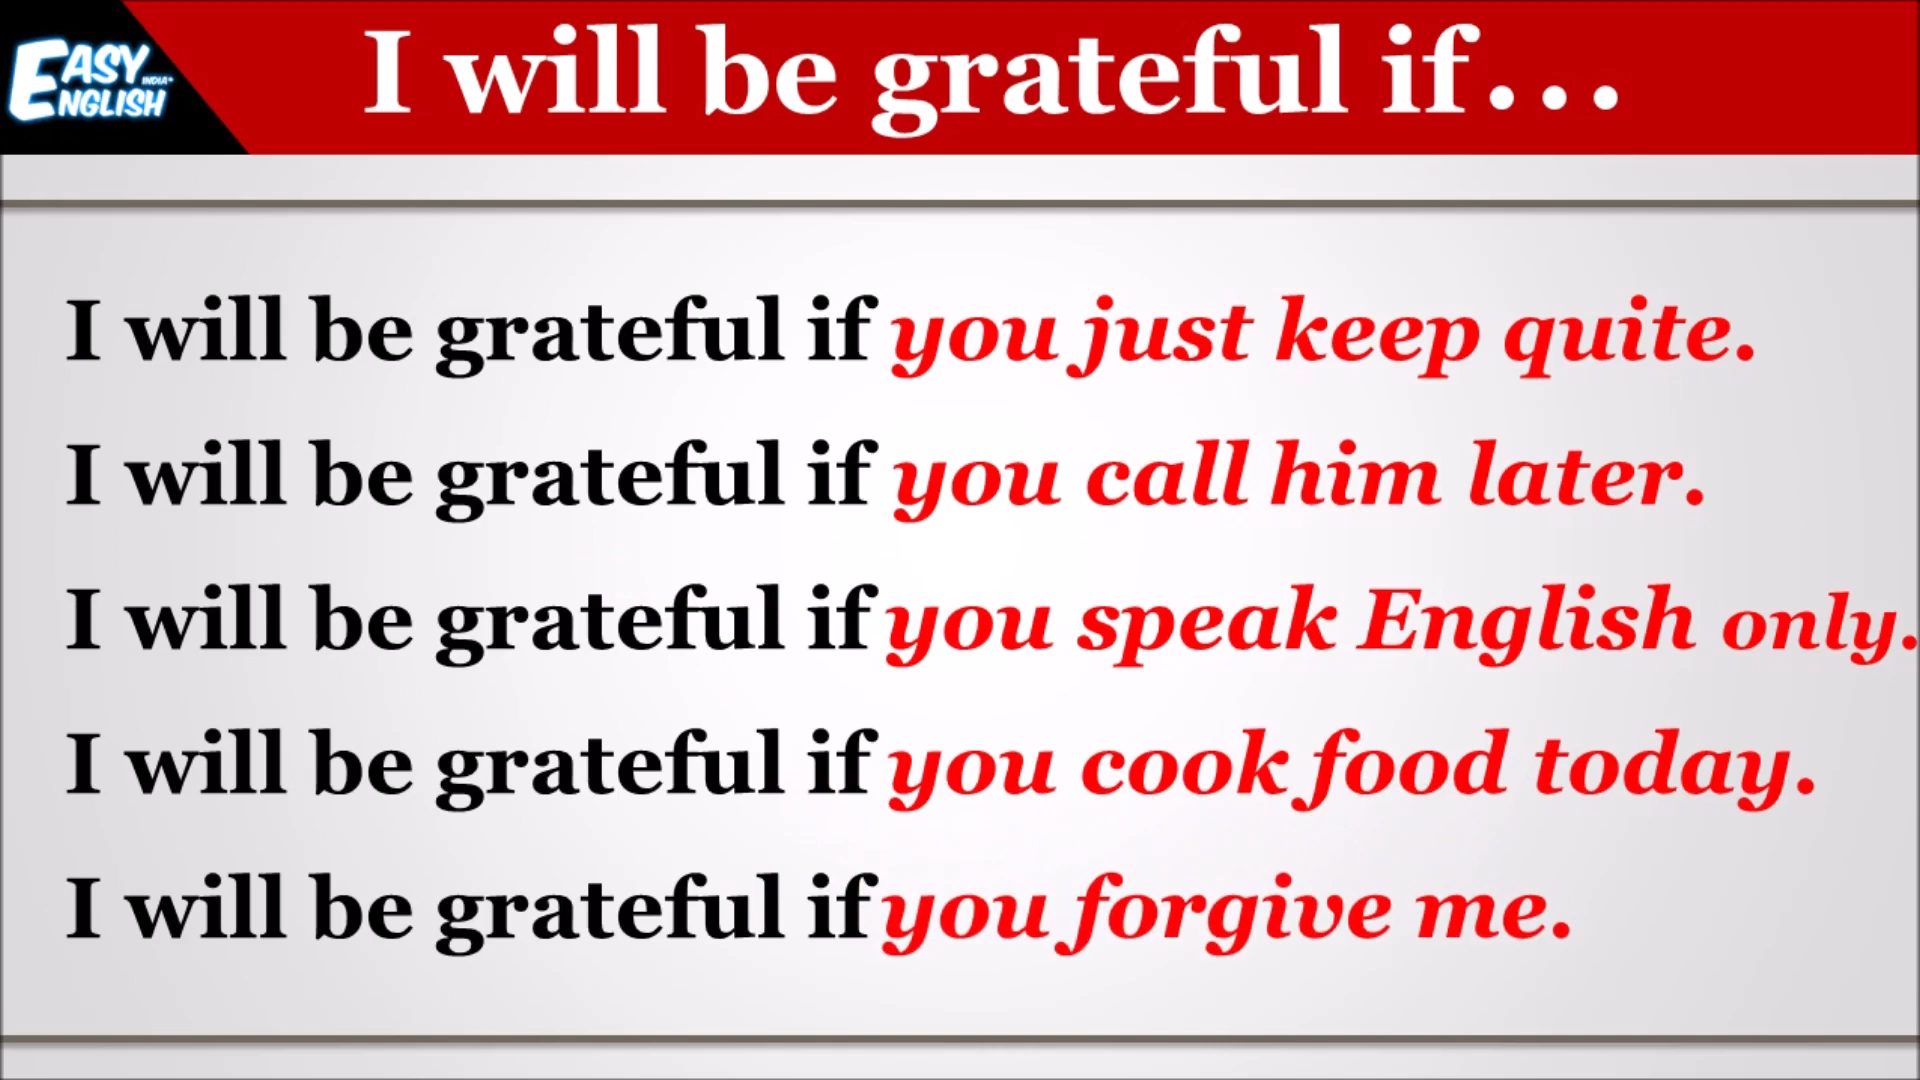 EASY
INDIA
ENGLISH
I will be grateful if...
I will be grateful if you just keep quite.
I will be grateful if you call him later.
I will be grateful if you speak English only.
I will be grateful if you cook food today.
I will be grateful if you forgive me.